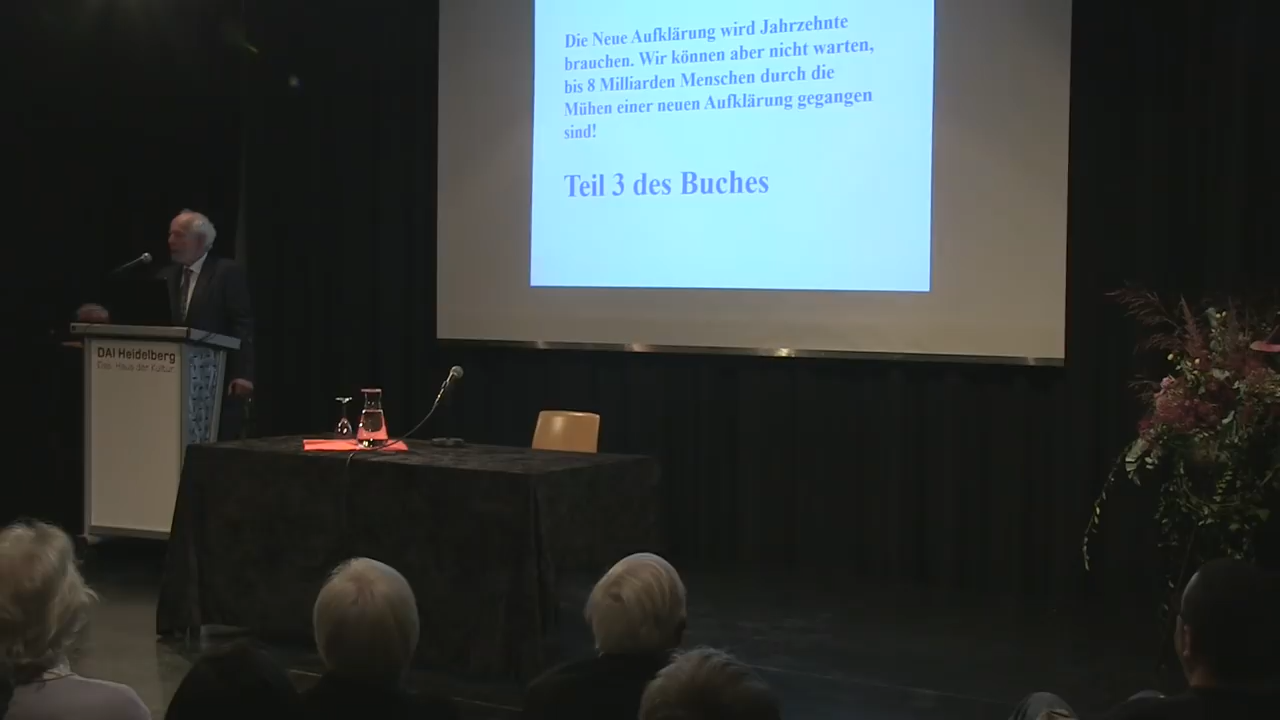 Die Neue Aufklärung wird Jahrzehnte
brauchen. Wir können aber nicht warten,
bis 8 Milliarden Menschen durch die
Mühen einer neuen Aufklärung gegangen
sind!
Teil 3 des Buches
DAI Heidelberg
Das Haus der Kultur